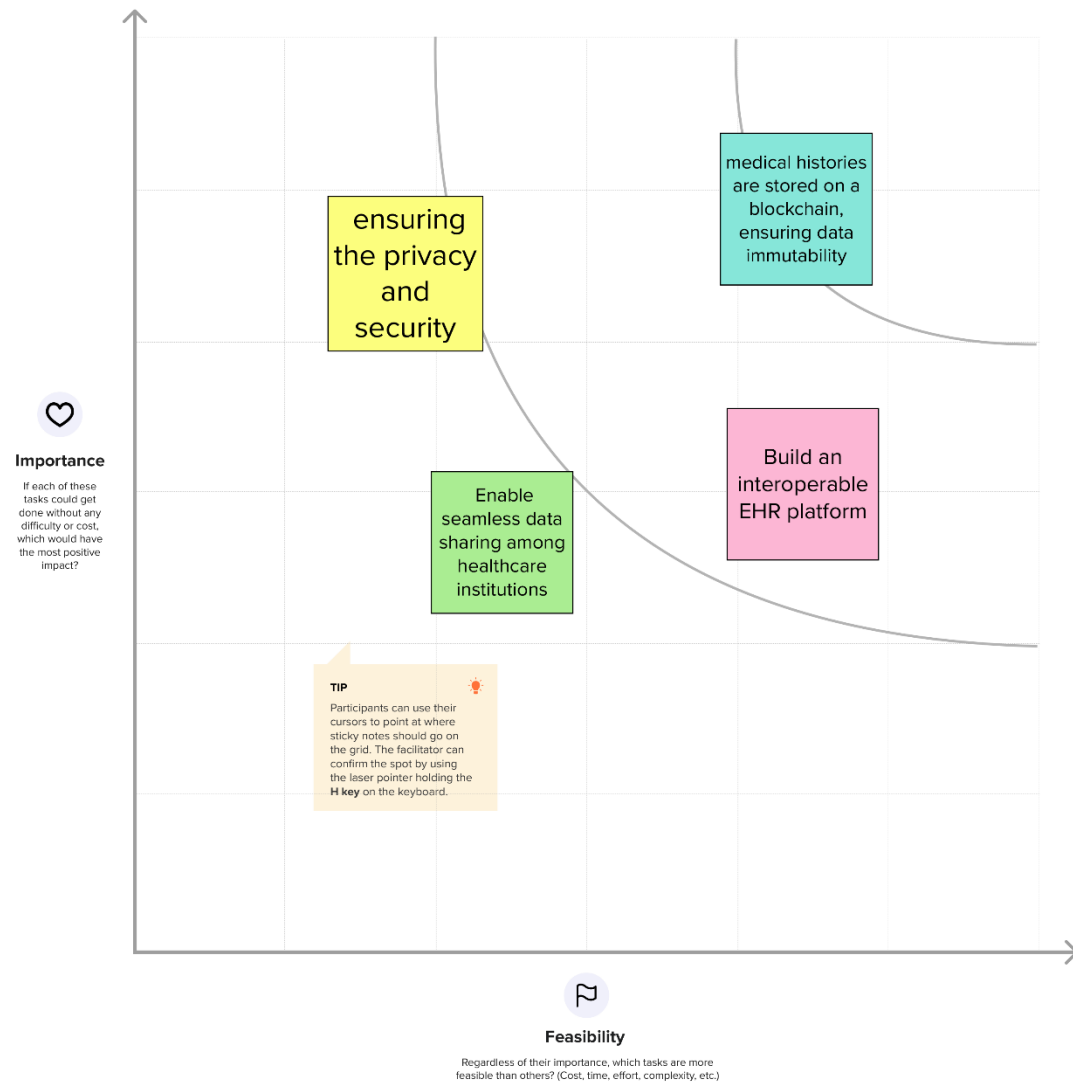 medical histories
are stored on a
blockchain,
ensuring data
immutability
ensuring
the privacy
and
security
Build an
interoperable
EHR platform
Importance
If each of these
tasks could get
done without any
difficulty or cost,
which would have
the most positive
impact?
Enable
seamless data
sharing among
healthcare
institutions
TIP
Participants can use their
cursors to point at where
sticky notes should go on
the grid. The facilitator can
confirm the spot by using
the laser pointer holding the
H key on the keyboard.
Feasibility
Regardless of their importance, which tasks are more
feasible than others? (Cost, time, effort, complexity, etc.)